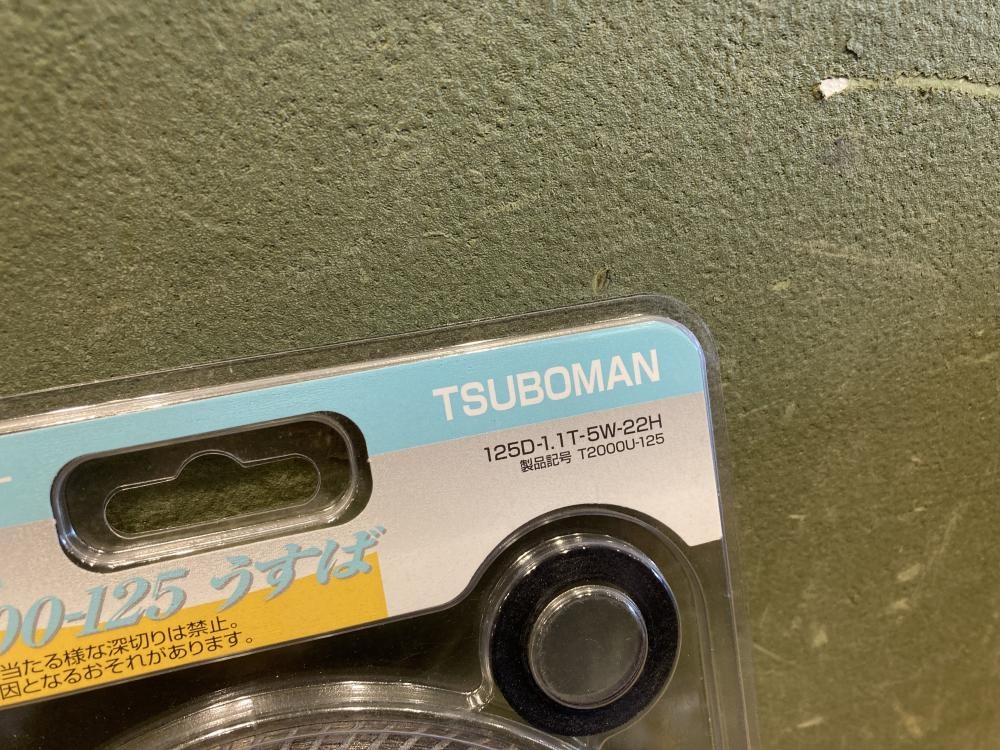 TSUBOMAN
125D-1.1T-5W-22H
製品記号 T2000U-125
00-125 うすば
当たる様な深切りは禁止。
因となるおそれがあります。